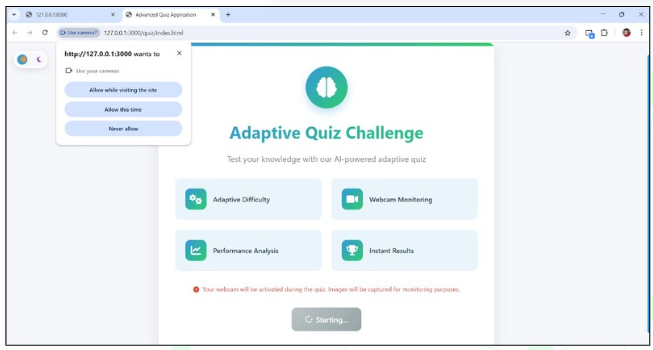 127.0.0.1:3000
Advanced Quiz Application
Use camera?
127.0.0.1:3000/quiz/index.html
http://127.0.0.1:3000 wants to
Use your cameras
Allow while visiting the site
Allow this time
Never allow
Adaptive Quiz Challenge
Test your knowledge with our AI-powered adaptive quiz
Adaptive Difficulty
Webcam Monitoring
Performance Analysis
Instant Results
Your webcam will be activated during the quiz. Images will be captured for monitoring purposes.
Starting...